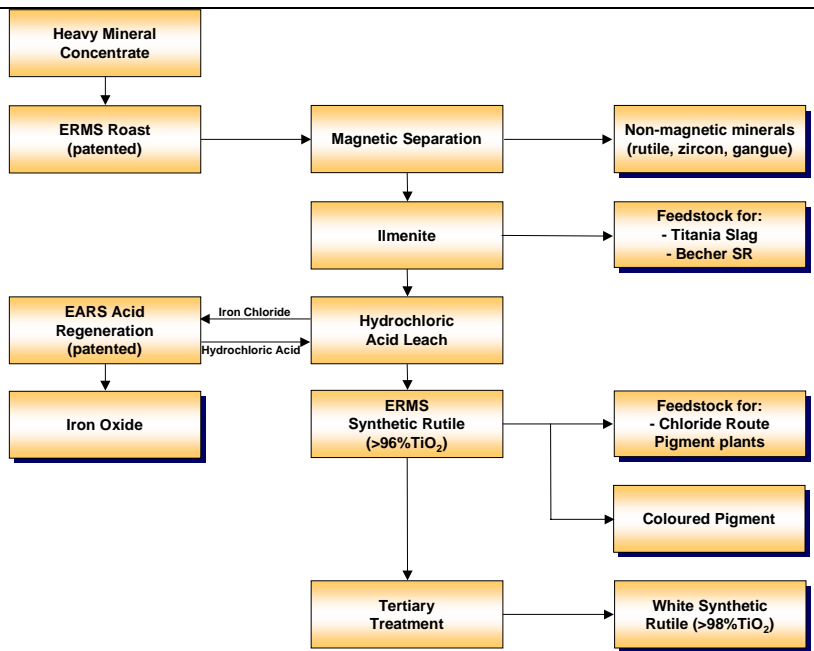 Heavy Mineral
Concentrate
ERMS Roast
(patented)
Magnetic Separation
Non-magnetic minerals
(rutile, zircon, gangue)
Ilmenite
Feedstock for:
- Titania Slag
- Becher SR
EARS Acid
Regeneration
(patented)
Iron Chloride
Hydrochloric Acid
Hydrochloric
Acid Leach
Iron Oxide
ERMS
Synthetic Rutile
(>96%TiO₂)
Feedstock for:
- Chloride Route
Pigment plants
Coloured Pigment
Tertiary
Treatment
White Synthetic
Rutile (>98%TiO₂)